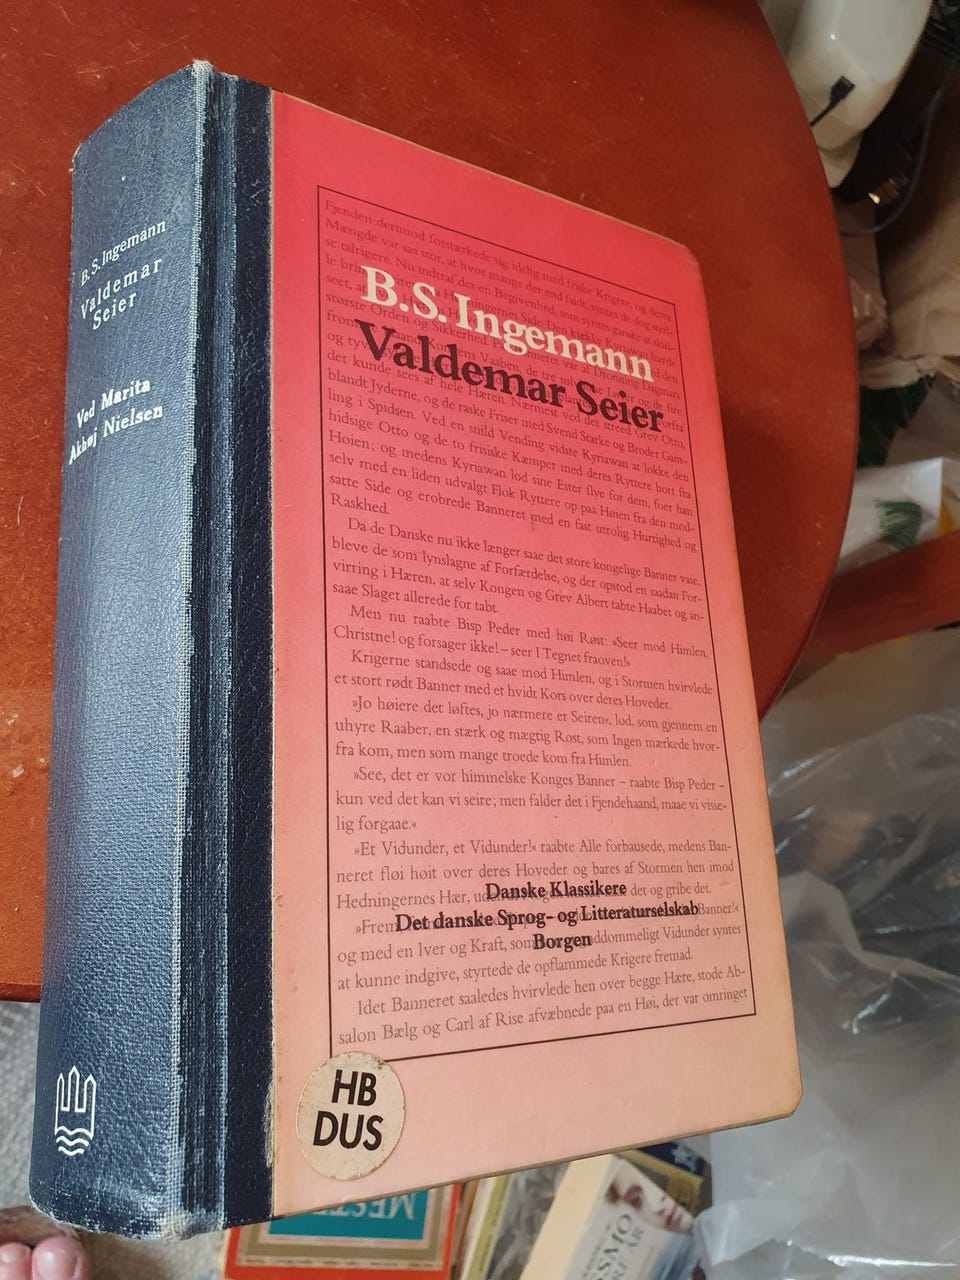 B.S. Ingemann
Valdemar
Seier
Ved Marita
Akhøj Nielsen
Fjenden derimod forstærkede sig idelig med friske Krigere, og deres
Mængde var saa stor, at hvor mange der end faldt, syntes de dog sted-
se talrigere. Nu indtraf der en Begivenhed, som syntes ganske at skul-
B.S. Ingemann
Valdemar Seier
det kunde sees af hele Hæren. Nærmest ved det streed Grev Otto,
blandt Jyderne, og de raske Friser med Svend Stærke og Broder Gam-
ling i Spidsen. Ved en snild Vending vidste Kyriawan at lokke den
hidsige Otto og de to frisiske Kæmper med deres Ryttere bort fra
Høien; og medens Kyriawan lod sine Ester flye for dem, foer han
selv med en liden udvalgt Flok Ryttere op paa Høien fra den mod-
satte Side og erobrede Banneret med en fast utrolig Hurtighed og
Raskhed.
Da de Danske nu ikke længer saae det store kongelige Banner vaie,
bleve de som lynslagne af Forfærdelse, og der opstod en saadan For-
virring i Hæren, at selv Kongen og Grev Albert tabte Haabet og an-
saae Slaget allerede for tabt.
Men nu raabte Bisp Peder med høi Røst: »Seer mod Himlen,
Christne! og forsager ikke! – seer I Tegnet fraoven!«
Krigerne standsede og saae mod Himlen, og i Stormen hvirvlede
et stort rødt Banner med et hvidt Kors over deres Hoveder.
»Jo høiere det løftes, jo nærmere er Seiren«, lød, som gjennem en
uhyre Raaber, en stærk og mægtig Røst, som Ingen mærkede hvor-
fra kom, men som mange troede kom fra Himlen.
»See, det er vor himmelske Konges Banner – raabte Bisp Peder –
kun ved det kan vi seire; men falder det i Fjendehaand, maae vi visse-
lig forgaae.«
»Et Vidunder, et Vidunder!« raabte Alle forbausede, medens Ban-
neret fløi høit over deres Hoveder og bares af Stormen hen imod
Hedningernes Hær, det og gribe det.
Danske Klassikere
»Frem Banner!«
Det danske Sprog- og Litteraturselskab
og med en Iver og Kraft, som guddommeligt Vidunder syntes
Borgen
at kunne indgive, styrtede de opflammede Krigere fremad.
Idet Banneret saaledes hvirvlede hen over begge Hære, stode Ab-
salon Bælg og Carl af Rise afvæbnede paa en Høi, der var omringet
HB
DUS
MESTE
OSMO